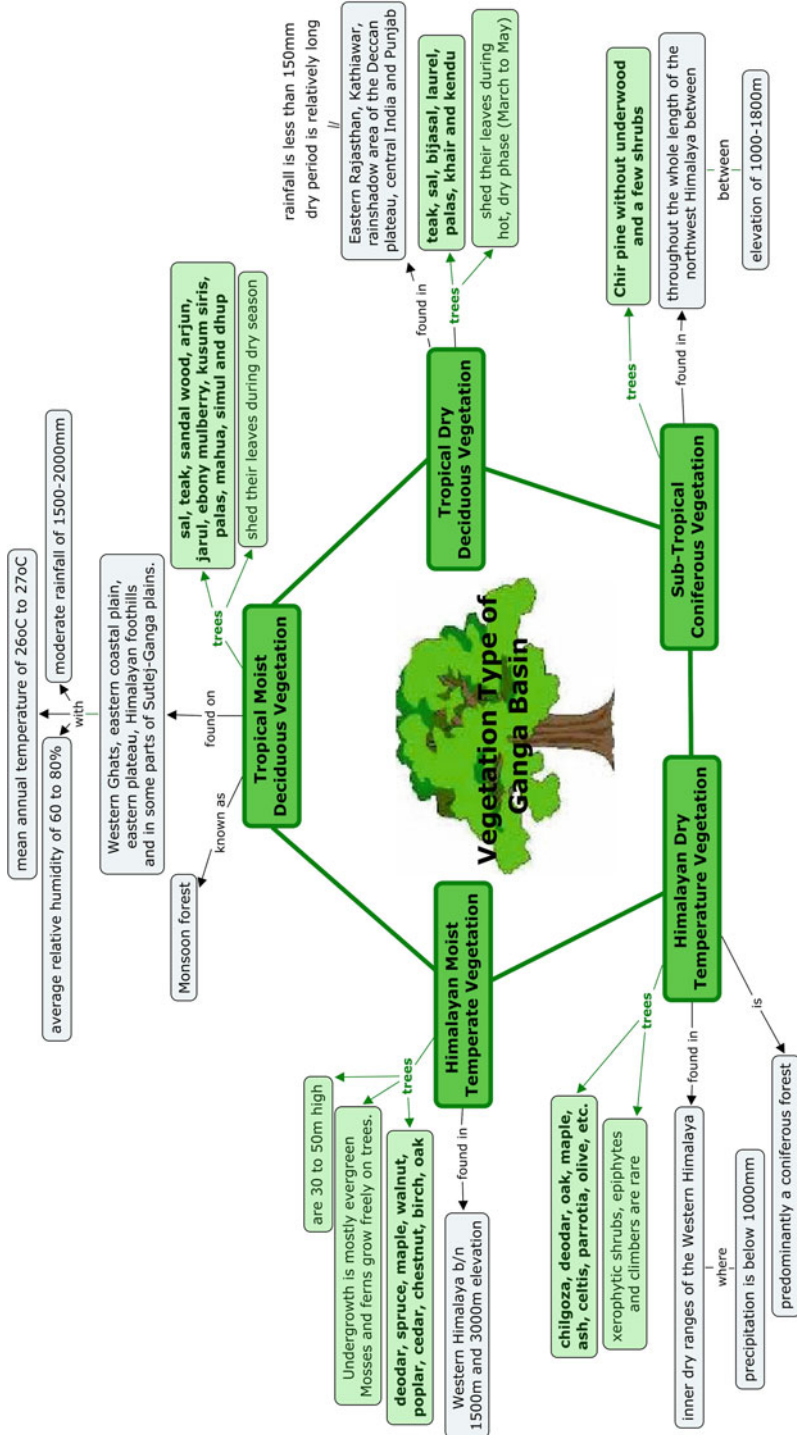 mean annual temperature of 26oC to 27oC
average relative humidity of 60 to 80%
moderate rainfall of 1500-2000mm
with
Western Ghats, eastern coastal plain,
eastern plateau, Himalayan foothills
and in some parts of Sutlej-Ganga plains.
Monsoon forest
known as
found on
trees
sal, teak, sandal wood, arjun,
jarul, ebony mulberry, kusum siris,
palas, mahua, simul and dhup
shed their leaves during dry season
Tropical Moist
Deciduous Vegetation
rainfall is less than 150mm
dry period is relatively long
//
Eastern Rajasthan, Kathiawar,
rainshadow area of the Deccan
plateau, central India and Punjab
found in
trees
teak, sal, bijasal, laurel,
palas, khair and kendu
shed their leaves during
hot, dry phase (March to May)
Tropical Dry
Deciduous Vegetation
are 30 to 50m high
Undergrowth is mostly evergreen
Mosses and ferns grow freely on trees.
deodar, spruce, maple, walnut,
poplar, cedar, chestnut, birch, oak
trees
found in
Western Himalaya b/n
1500m and 3000m elevation
Himalayan Moist
Temperate Vegetation
Vegetation Type of
Ganga Basin
Himalayan Dry
Temperature Vegetation
trees
chilgoza, deodar, oak, maple,
ash, celtis, parrotia, olive, etc.
xerophytic shrubs, epiphytes
and climbers are rare
found in
inner dry ranges of the Western Himalaya
where
precipitation is below 1000mm
is
predominantly a coniferous forest
Sub-Tropical
Coniferous Vegetation
trees
Chir pine without underwood
and a few shrubs
found in
throughout the whole length of the
northwest Himalaya between
between
elevation of 1000-1800m